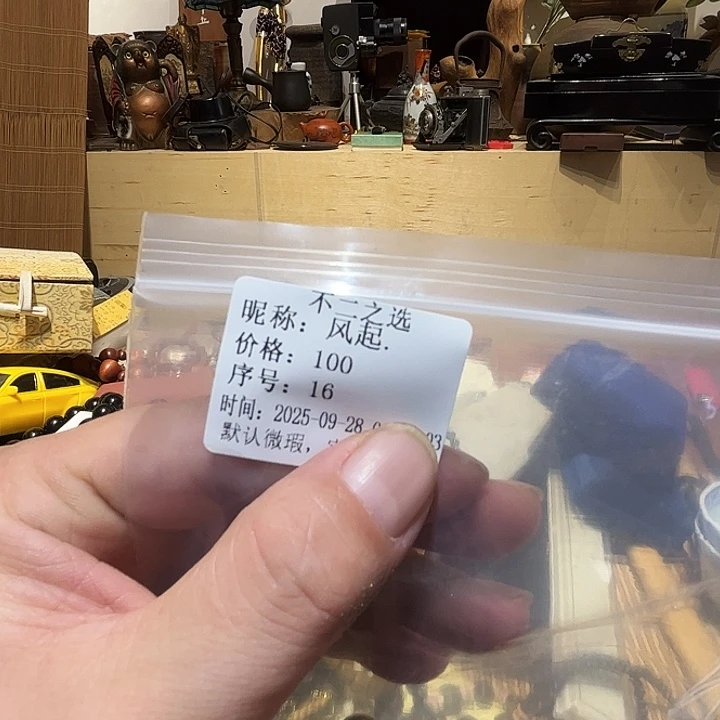 不二之选
昵称：风起.
价格：100
序号：16
时间：2025-09-28
默认微瑕，